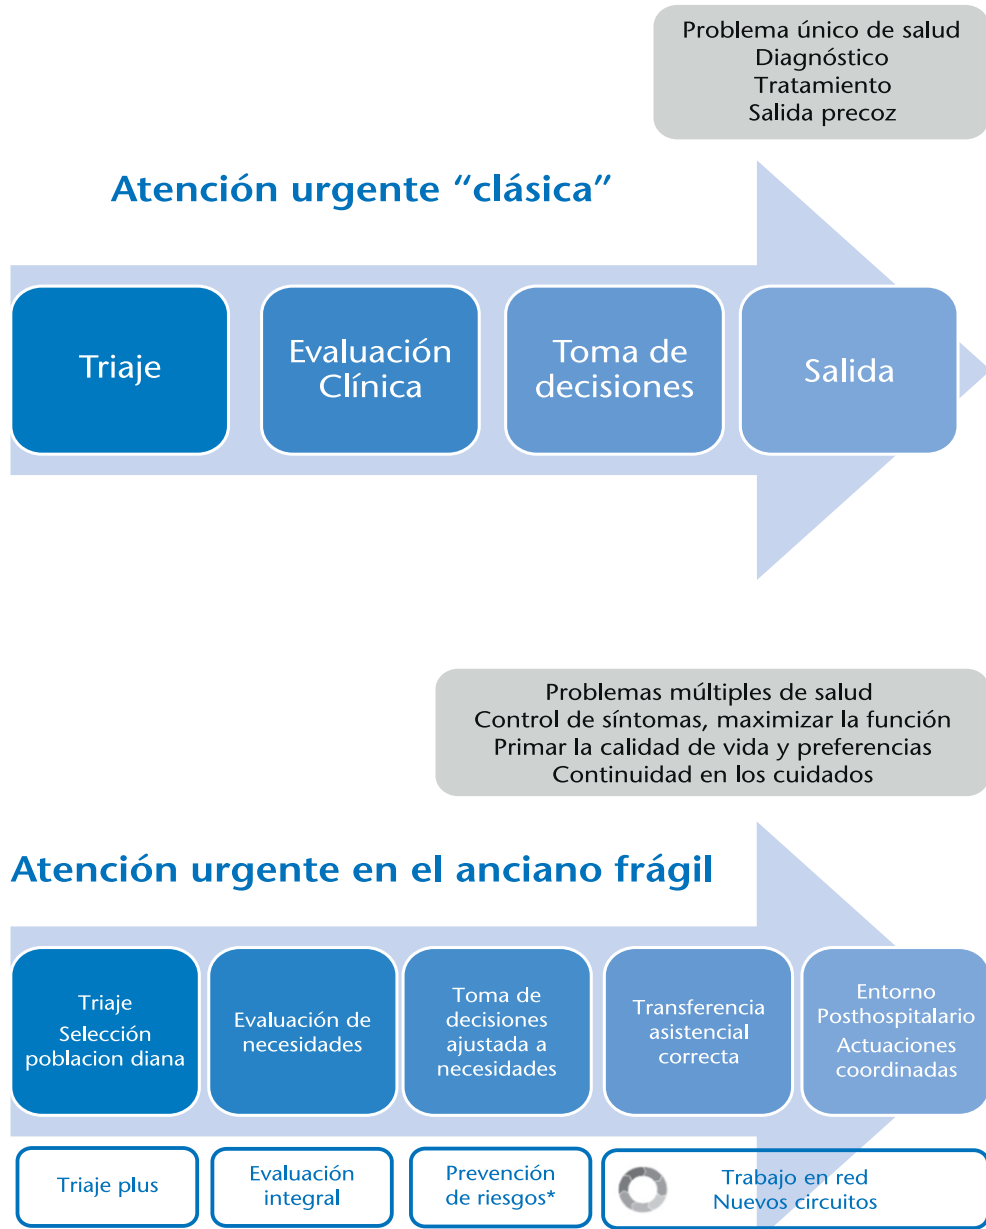 Problema único de salud
Diagnóstico
Tratamiento
Salida precoz
Atención urgente “clásica”
Triaje
Evaluación
Clínica
Toma de
decisiones
Salida
Problemas múltiples de salud
Control de síntomas, maximizar la función
Primar la calidad de vida y preferencias
Continuidad en los cuidados
Atención urgente en el anciano frágil
Triaje
Selección
poblacion diana
Evaluación de
necesidades
Toma de
decisiones
ajustada a
necesidades
Transferencia
asistencial
correcta
Entorno
Posthospitalario
Actuaciones
coordinadas
Triaje plus
Evaluación
integral
Prevención
de riesgos*
Trabajo en red
Nuevos circuitos